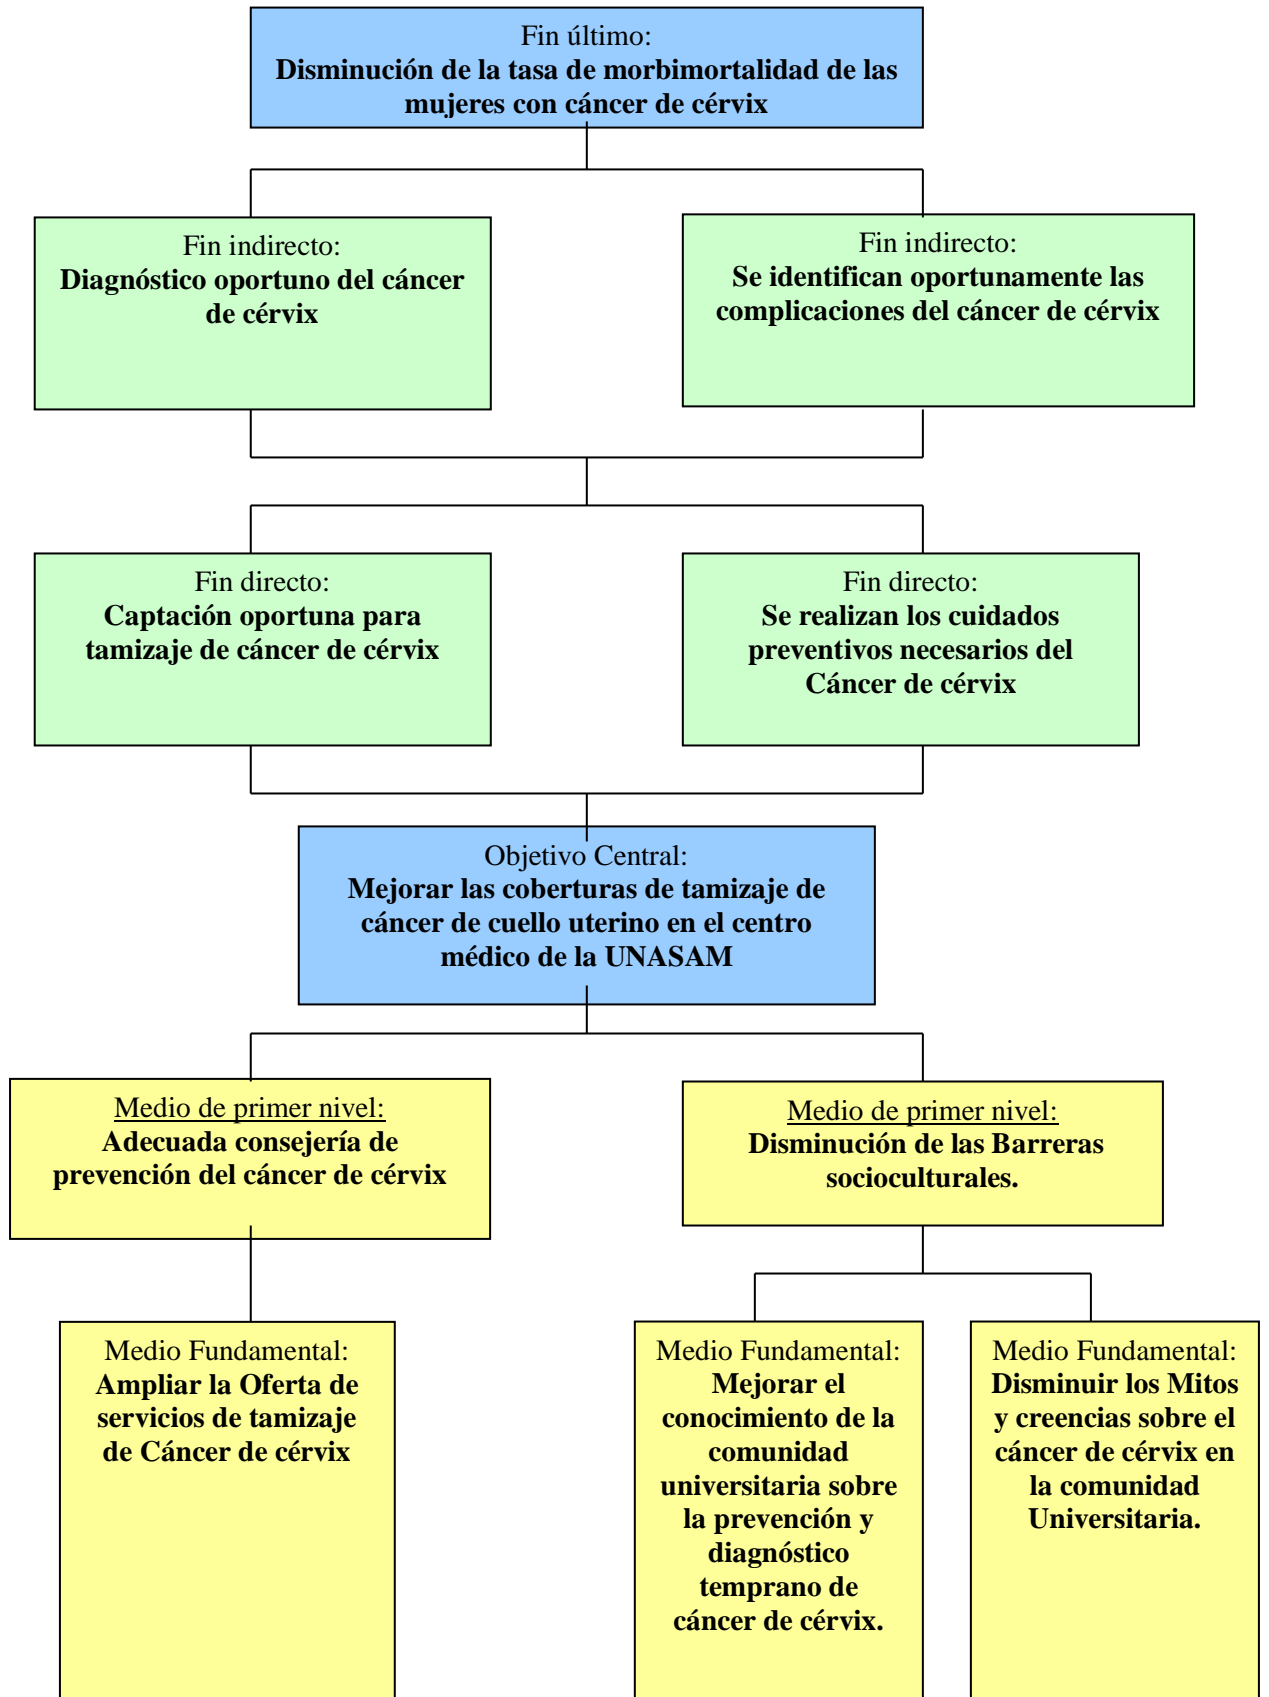 Fin último:
Disminución de la tasa de morbimortalidad de las
mujeres con cáncer de cérvix
Fin indirecto:
Diagnóstico oportuno del cáncer
de cérvix
Fin indirecto:
Se identifican oportunamente las
complicaciones del cáncer de cérvix
Fin directo:
Captación oportuna para
tamizaje de cáncer de cérvix
Fin directo:
Se realizan los cuidados
preventivos necesarios del
Cáncer de cérvix
Objetivo Central:
Mejorar las coberturas de tamizaje de
cáncer de cuello uterino en el centro
médico de la UNASAM
Medio de primer nivel:
Adecuada consejería de
prevención del cáncer de cérvix
Medio de primer nivel:
Disminución de las Barreras
socioculturales.
Medio Fundamental:
Ampliar la Oferta de
servicios de tamizaje
de Cáncer de cérvix
Medio Fundamental:
Mejorar el
conocimiento de la
comunidad
universitaria sobre
la prevención y
diagnóstico
temprano de
cáncer de cérvix.
Medio Fundamental:
Disminuir los Mitos
y creencias sobre el
cáncer de cérvix en
la comunidad
Universitaria.